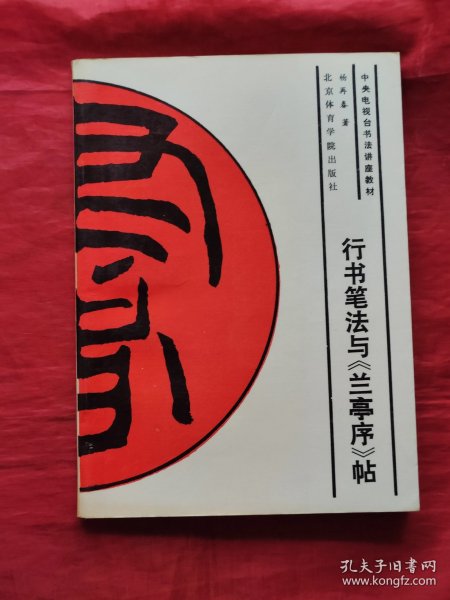 中央电视台书法讲座教材
杨再春 著
北京体育学院出版社
行书笔法与《兰亭序》帖
孔夫子旧书网
www.kongfz.com